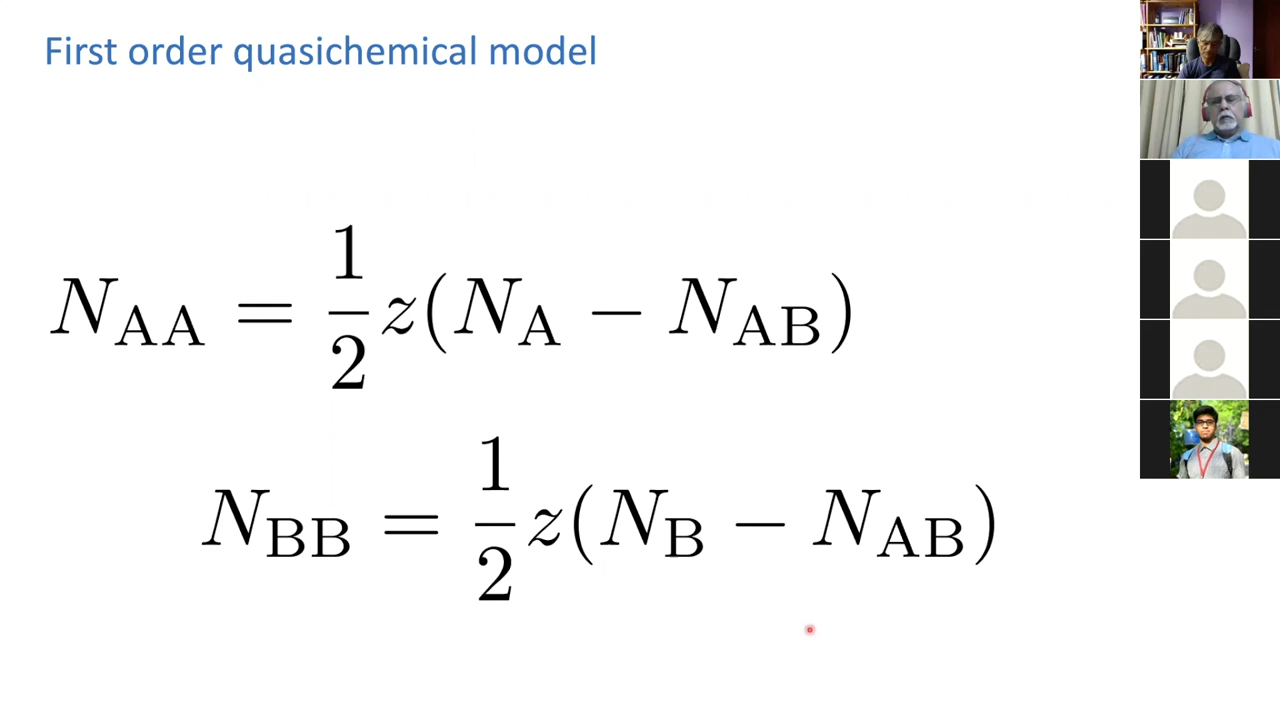 First order quasichemical model
N_AA = 1/2 z(N_A − N_AB)
N_BB = 1/2 z(N_B − N_AB)